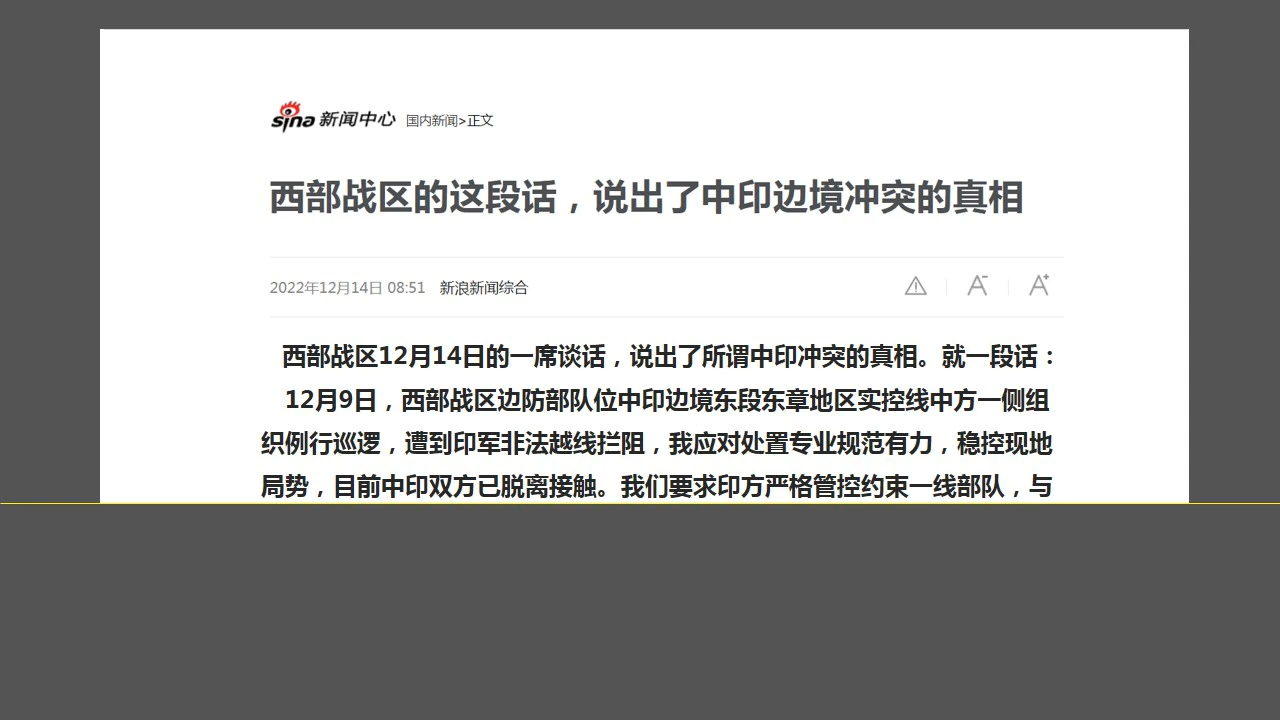 sina新闻中心 国内新闻>正文
西部战区的这段话，说出了中印边境冲突的真相
2022年12月14日 08:51 新浪新闻综合
A-
A+
西部战区12月14日的一席谈话，说出了所谓中印冲突的真相。就一段话：
12月9日，西部战区边防部队位中印边境东段东章地区实控线中方一侧组
织例行巡逻，遭到印军非法越线拦阻，我应对处置专业规范有力，稳控现地
局势，目前中印双方已脱离接触。我们要求印方严格管控约束一线部队，与